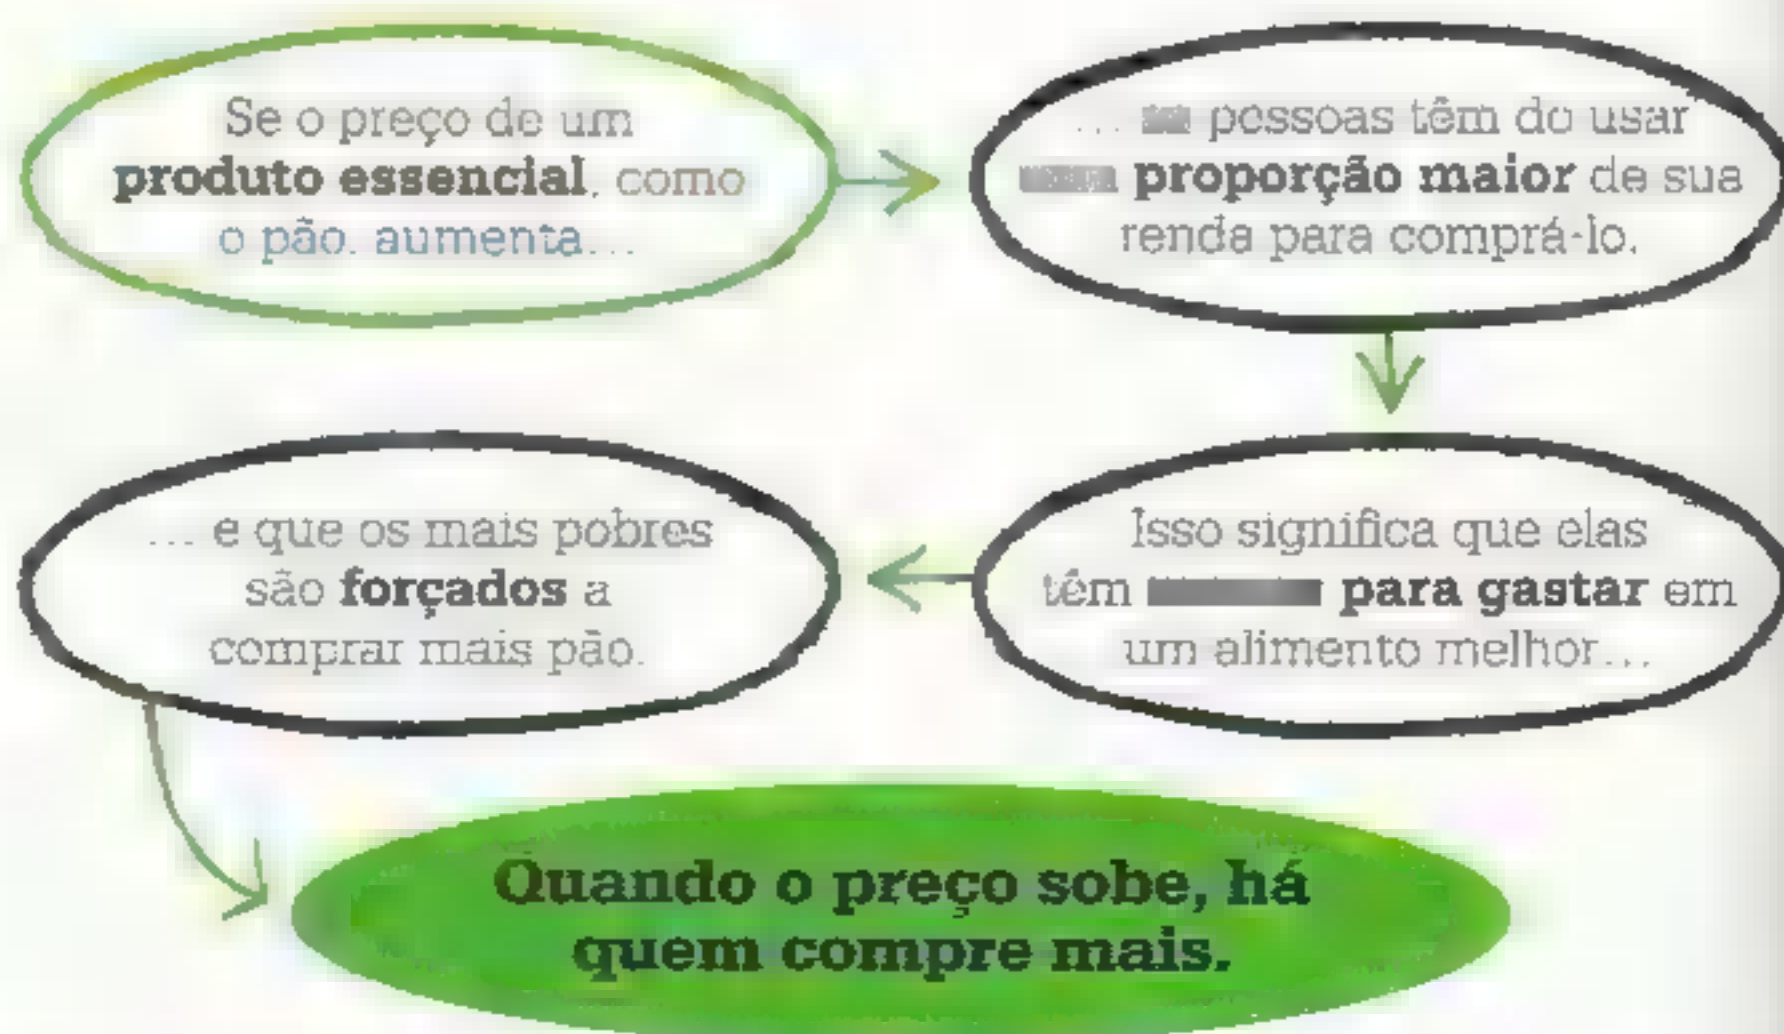 Se o preço de um
produto essencial, como
o pão, aumenta...
... pessoas têm do usar
proporção maior de sua
renda para comprá-lo.
Isso significa que elas
têm para gastar em
um alimento melhor...
... e que os mais pobres
são forçados a
comprar mais pão.
Quando o preço sobe, há
quem compre mais.